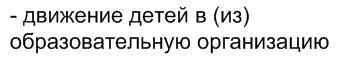 - движение детей в (из)
образовательную организацию